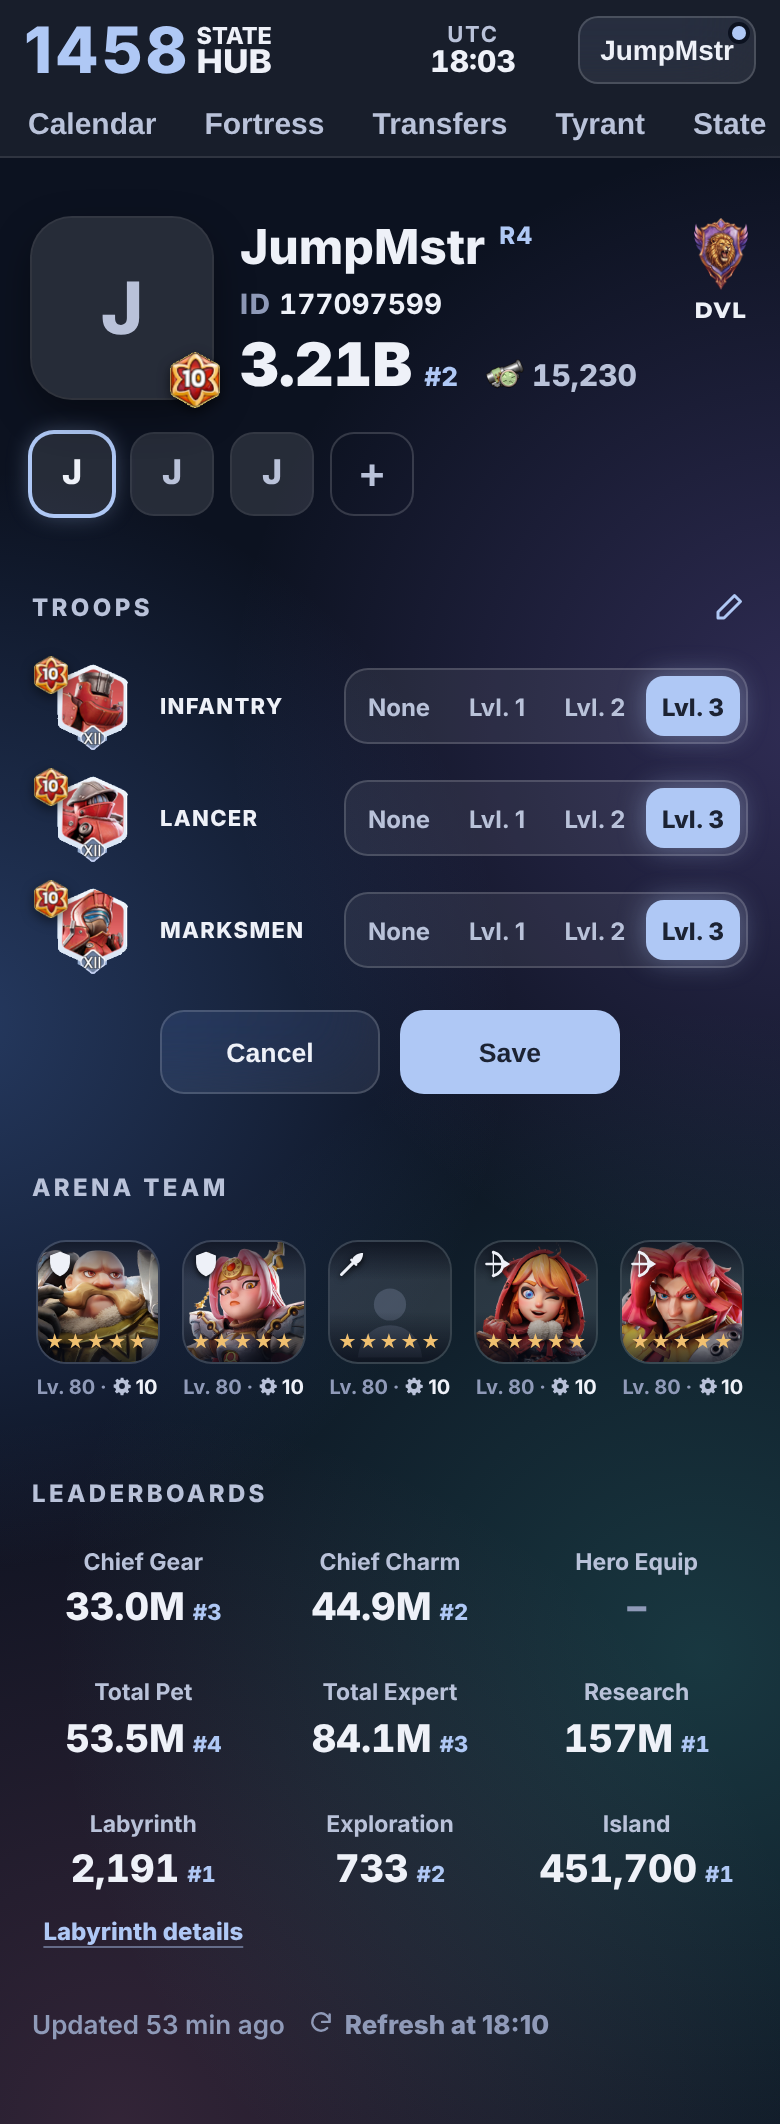 1458 STATE HUB
UTC
18:03
JumpMstr
Calendar Fortress Transfers Tyrant State
J
10
JumpMstr R4
ID 177097599
3.21B #2 15,230
DVL
J J J +
TROOPS
10 XII INFANTRY None Lvl. 1 Lvl. 2 Lvl. 3
10 XII LANCER None Lvl. 1 Lvl. 2 Lvl. 3
10 XII MARKSMEN None Lvl. 1 Lvl. 2 Lvl. 3
Cancel Save
ARENA TEAM
Lv. 80 · 10 Lv. 80 · 10 Lv. 80 · 10 Lv. 80 · 10 Lv. 80 · 10
LEADERBOARDS
Chief Gear Chief Charm Hero Equip
33.0M #3 44.9M #2 –
Total Pet Total Expert Research
53.5M #4 84.1M #3 157M #1
Labyrinth Exploration Island
2,191 #1 733 #2 451,700 #1
Labyrinth details
Updated 53 min ago Refresh at 18:10